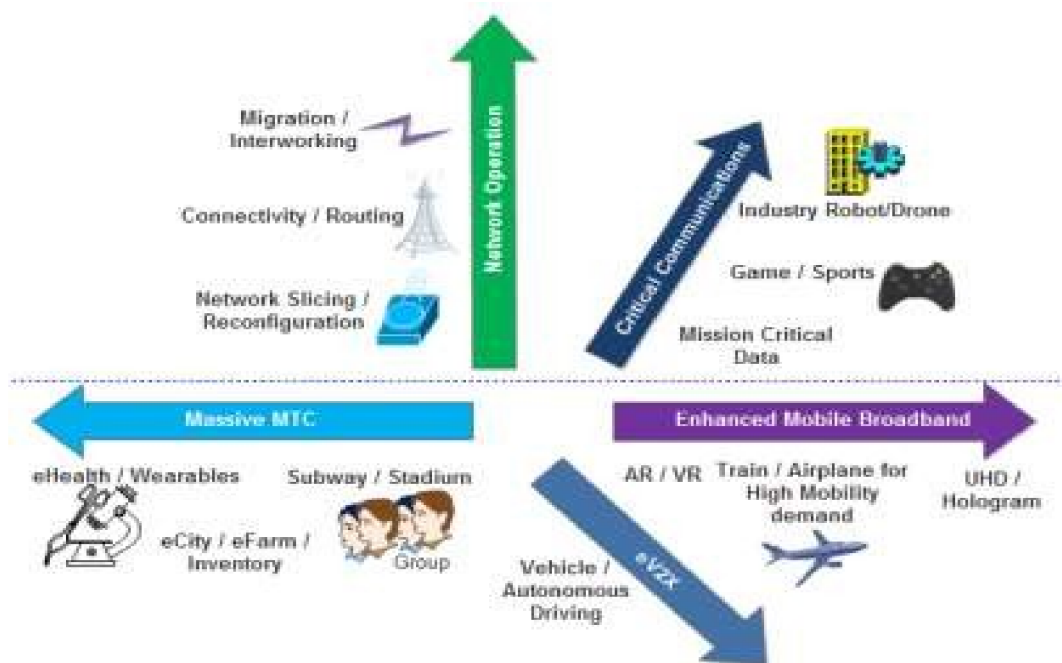 Migration /
Interworking
Connectivity / Routing
Network Slicing /
Reconfiguration
Network Operation
Critical Communications
Industry Robot/Drone
Game / Sports
Mission Critical
Data
Massive MTC
Enhanced Mobile Broadband
eHealth / Wearables
Subway / Stadium
eCity / eFarm /
Inventory
Group
AR / VR
Train / Airplane for
High Mobility
demand
UHD /
Hologram
Vehicle /
Autonomous
Driving
eV2X